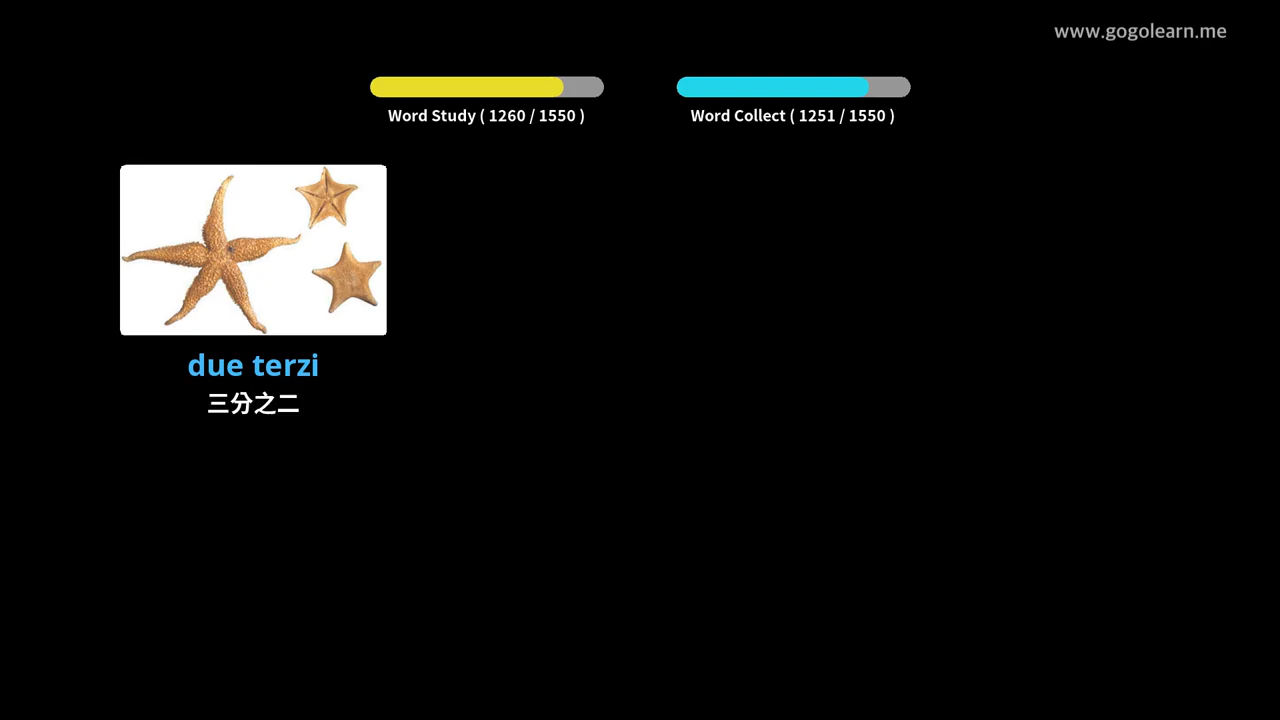 www.gogolearn.me
Word Study ( 1260 / 1550 )
Word Collect ( 1251 / 1550 )
due terzi
三分之二